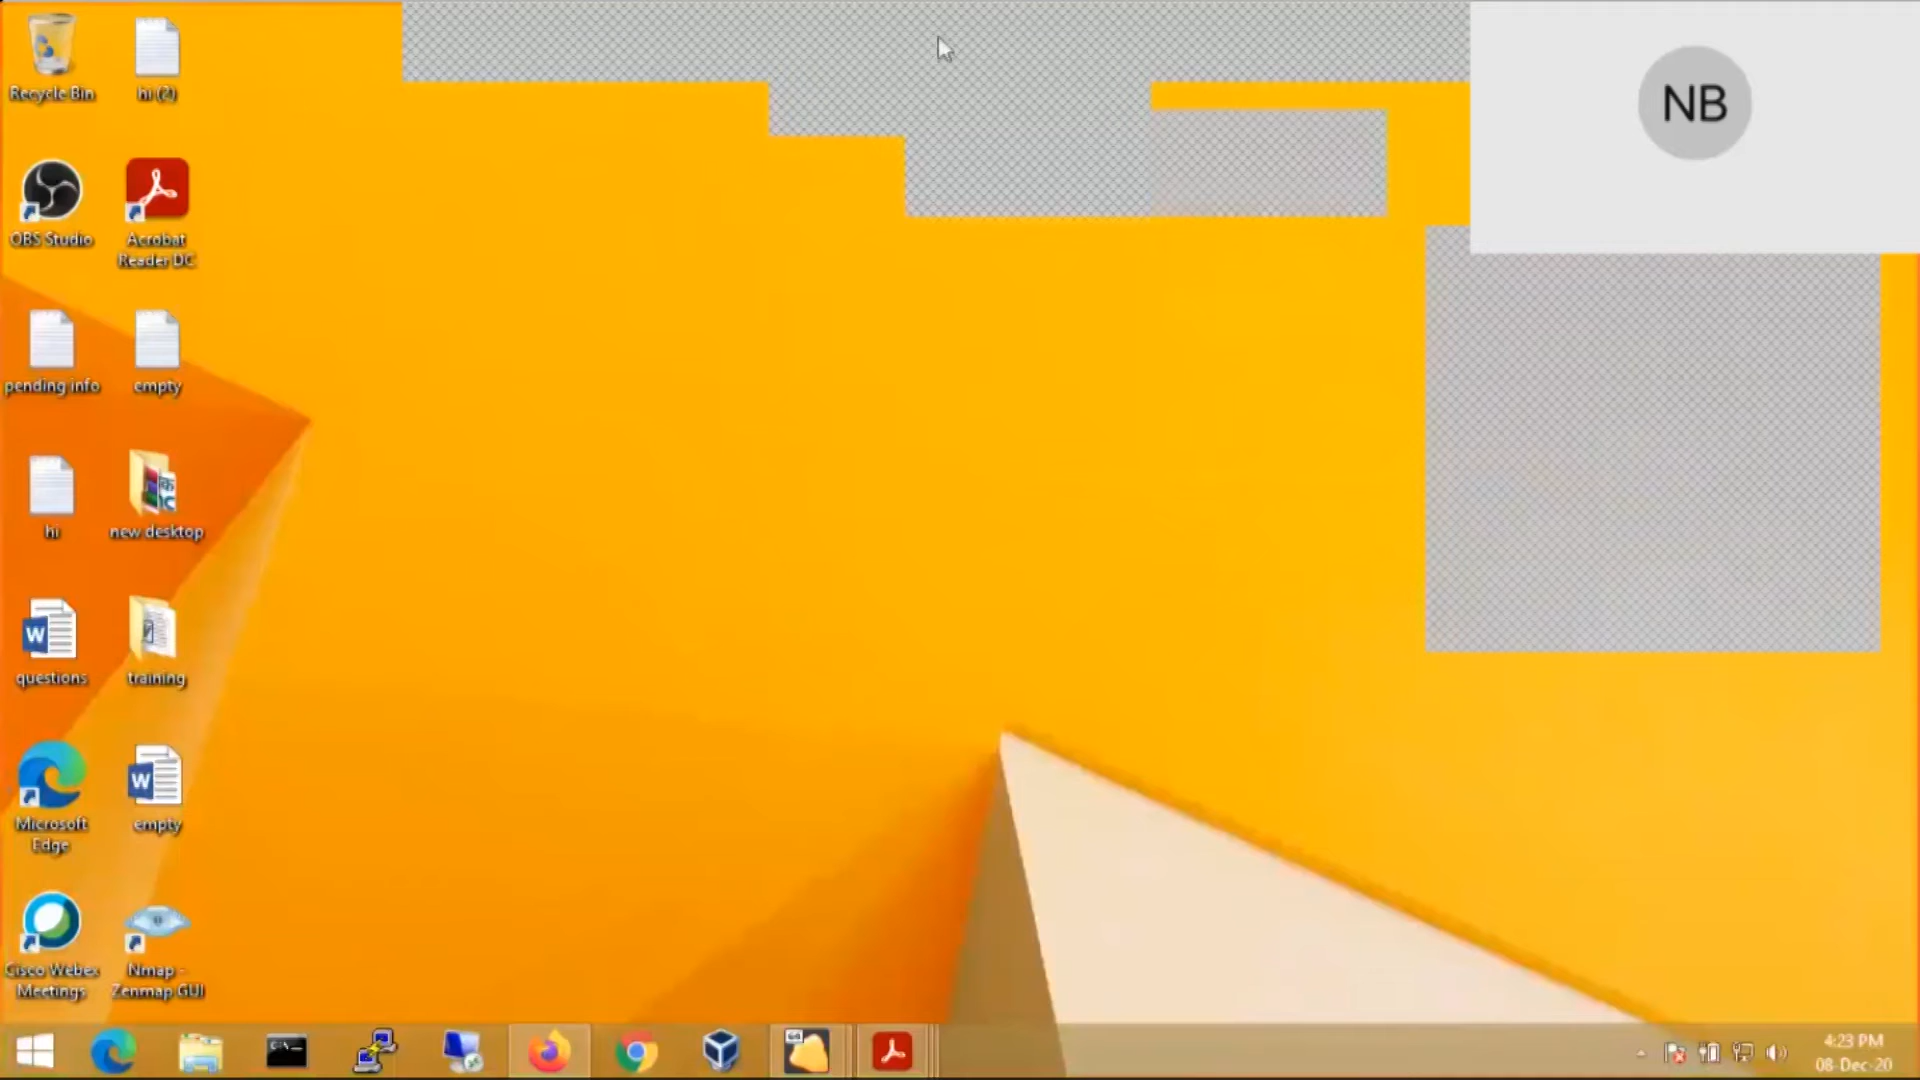 Recycle Bin
hi (2)
NB
OBS Studio
Acrobat
Reader DC
pending info
empty
hi
new desktop
questions
training
Microsoft
Edge
empty
Cisco Webex
Meetings
Nmap -
Zenmap GUI
C:\_
64
4:23 PM
08-Dec-20